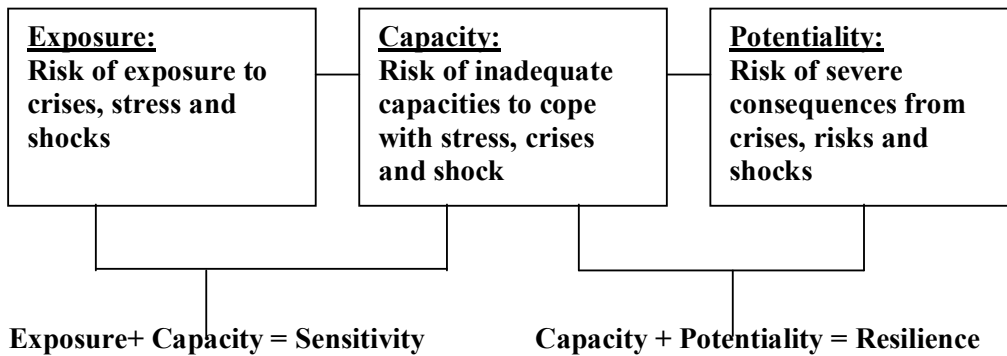 Exposure:
Risk of exposure to
crises, stress and
shocks
Capacity:
Risk of inadequate
capacities to cope
with stress, crises
and shock
Potentiality:
Risk of severe
consequences from
crises, risks and
shocks
Exposure+ Capacity = Sensitivity
Capacity + Potentiality = Resilience